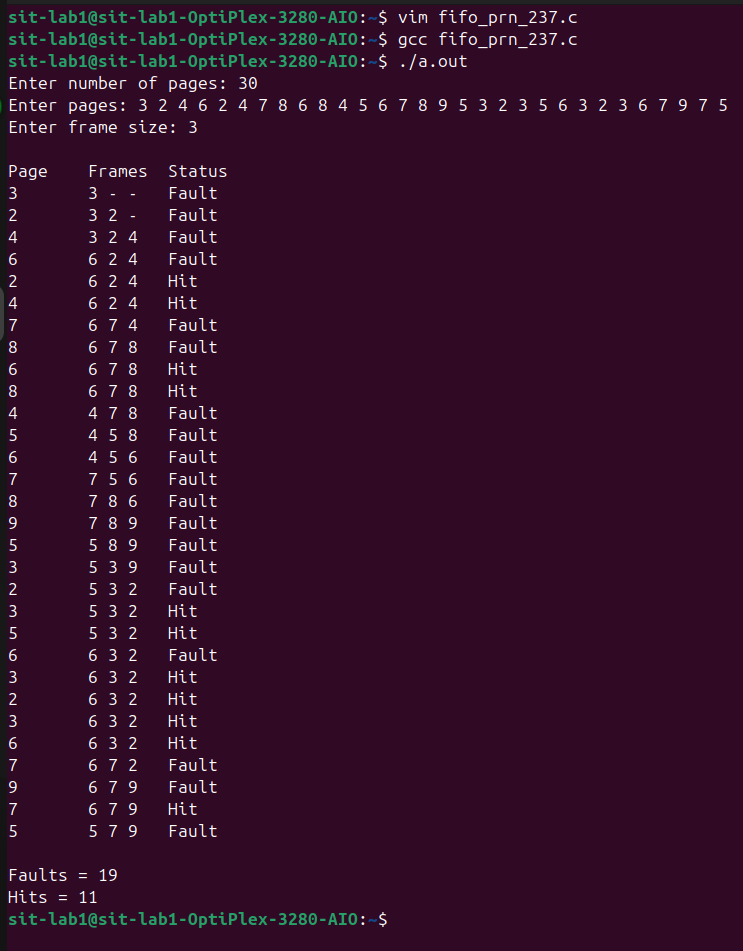 sit-lab1@sit-lab1-OptiPlex-3280-AIO:~$ vim fifo_prn_237.c
sit-lab1@sit-lab1-OptiPlex-3280-AIO:~$ gcc fifo_prn_237.c
sit-lab1@sit-lab1-OptiPlex-3280-AIO:~$ ./a.out
Enter number of pages: 30
Enter pages: 3 2 4 6 2 4 7 8 6 8 4 5 6 7 8 9 5 3 2 3 5 6 3 2 3 6 7 9 7 5
Enter frame size: 3

Page    Frames  Status
3       3 - -   Fault
2       3 2 -   Fault
4       3 2 4   Fault
6       6 2 4   Fault
2       6 2 4   Hit
4       6 2 4   Hit
7       6 7 4   Fault
8       6 7 8   Fault
6       6 7 8   Hit
8       6 7 8   Hit
4       4 7 8   Fault
5       4 5 8   Fault
6       4 5 6   Fault
7       7 5 6   Fault
8       7 8 6   Fault
9       7 8 9   Fault
5       5 8 9   Fault
3       5 3 9   Fault
2       5 3 2   Fault
3       5 3 2   Hit
5       5 3 2   Hit
6       6 3 2   Fault
3       6 3 2   Hit
2       6 3 2   Hit
3       6 3 2   Hit
6       6 3 2   Hit
7       6 7 2   Fault
9       6 7 9   Fault
7       6 7 9   Hit
5       5 7 9   Fault

Faults = 19
Hits = 11
sit-lab1@sit-lab1-OptiPlex-3280-AIO:~$